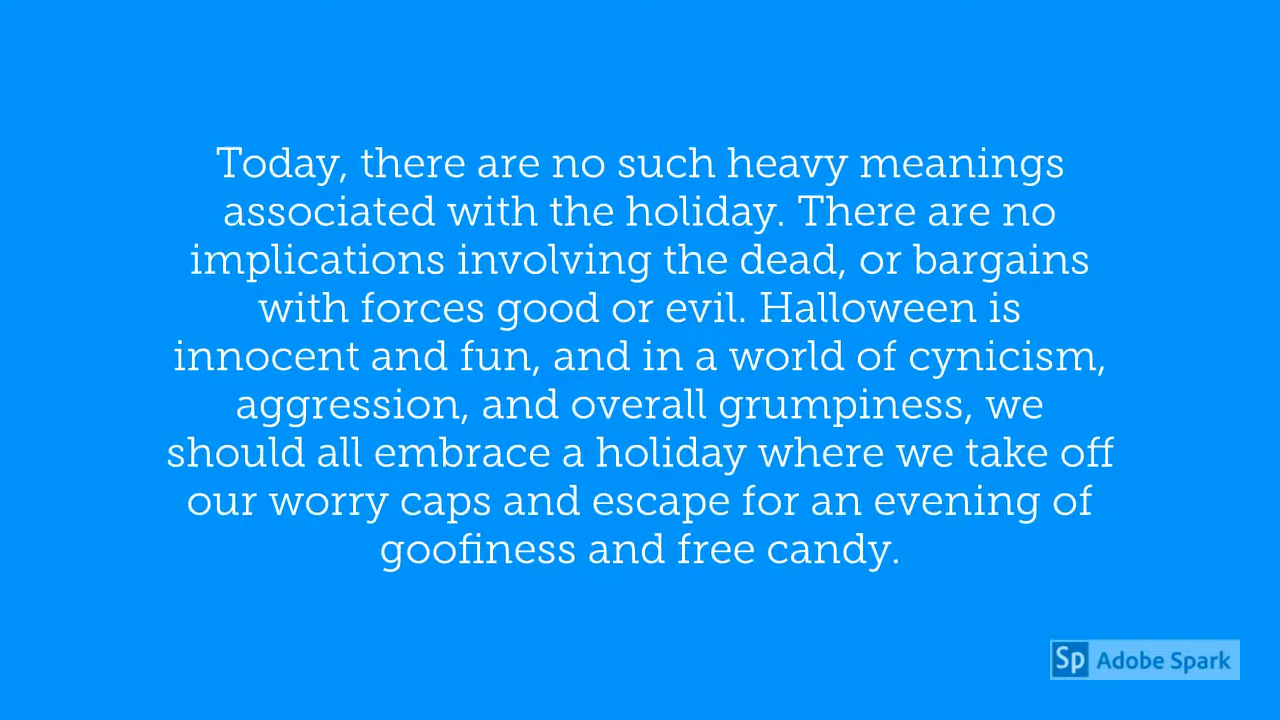 Today, there are no such heavy meanings
associated with the holiday. There are no
implications involving the dead, or bargains
with forces good or evil. Halloween is
innocent and fun, and in a world of cynicism,
aggression, and overall grumpiness, we
should all embrace a holiday where we take off
our worry caps and escape for an evening of
goofiness and free candy.
Sp Adobe Spark